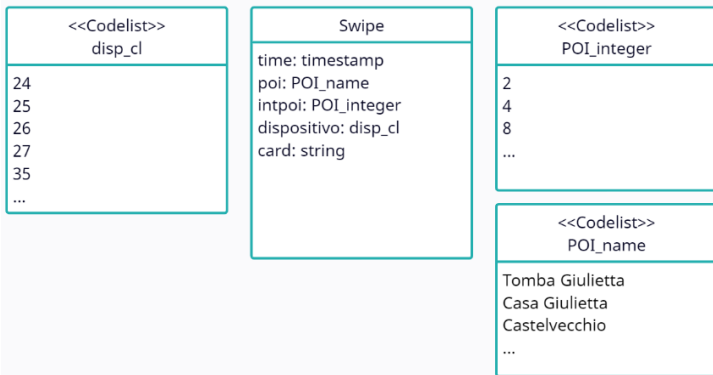 <<Codelist>>
disp_cl
24
25
26
27
35
...
Swipe
time: timestamp
poi: POI_name
intpoi: POI_integer
dispositivo: disp_cl
card: string
<<Codelist>>
POI_integer
2
4
8
...
<<Codelist>>
POI_name
Tomba Giulietta
Casa Giulietta
Castelvecchio
...